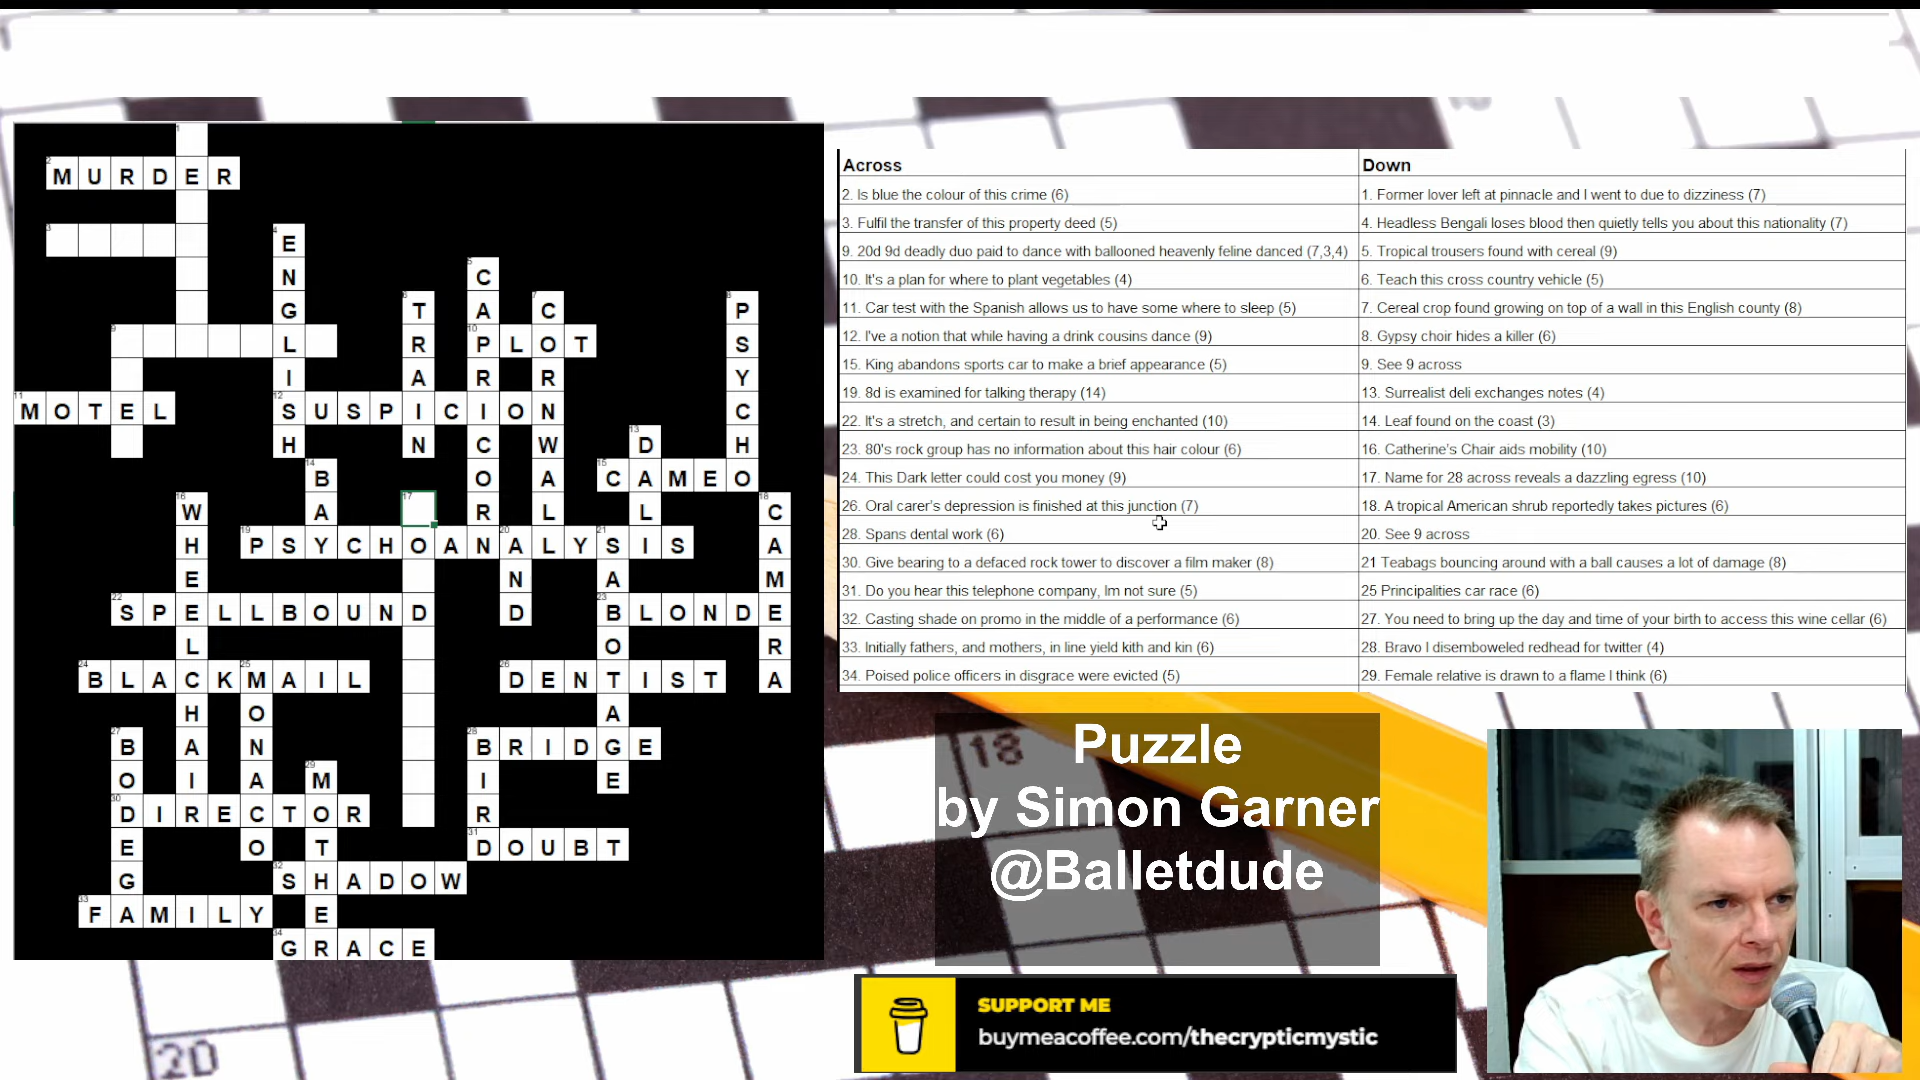 MURDER
ENGLISH
CAPRICORN
TRAIN
CORNWALL
PSYCHO
PLOT
MOTEL
SUSPICION
DALI
BAY
CAMEO
WHEELCHAIR
CAMERA
PSYCHOANALYSIS
AND
SABOTAGE
SPELLBOUND
BLONDE
BLACKMAIL
MONACO
DENTIST
BODEGA
BRIDGE
BIRD
MOTHER
DIRECTOR
DOUBT
SHADOW
FAMILY
GRACE
Across
2. Is blue the colour of this crime (6)
3. Fulfil the transfer of this property deed (5)
9. 20d 9d deadly duo paid to dance with ballooned heavenly feline danced (7,3,4)
10. It's a plan for where to plant vegetables (4)
11. Car test with the Spanish allows us to have some where to sleep (5)
12. I've a notion that while having a drink cousins dance (9)
15. King abandons sports car to make a brief appearance (5)
19. 8d is examined for talking therapy (14)
22. It's a stretch, and certain to result in being enchanted (10)
23. 80's rock group has no information about this hair colour (6)
24. This Dark letter could cost you money (9)
26. Oral carer's depression is finished at this junction (7)
28. Spans dental work (6)
30. Give bearing to a defaced rock tower to discover a film maker (8)
31. Do you hear this telephone company, Im not sure (5)
32. Casting shade on promo in the middle of a performance (6)
33. Initially fathers, and mothers, in line yield kith and kin (6)
34. Poised police officers in disgrace were evicted (5)
Down
1. Former lover left at pinnacle and I went to due to dizziness (7)
4. Headless Bengali loses blood then quietly tells you about this nationality (7)
5. Tropical trousers found with cereal (9)
6. Teach this cross country vehicle (5)
7. Cereal crop found growing on top of a wall in this English county (8)
8. Gypsy choir hides a killer (6)
9. See 9 across
13. Surrealist deli exchanges notes (4)
14. Leaf found on the coast (3)
16. Catherine's Chair aids mobility (10)
17. Name for 28 across reveals a dazzling egress (10)
18. A tropical American shrub reportedly takes pictures (6)
20. See 9 across
21 Teabags bouncing around with a ball causes a lot of damage (8)
25 Principalities car race (6)
27. You need to bring up the day and time of your birth to access this wine cellar (6)
28. Bravo I disemboweled redhead for twitter (4)
29. Female relative is drawn to a flame I think (6)
Puzzle
by Simon Garner
@Balletdude
18
20
SUPPORT ME
buymeacoffee.com/thecrypticmystic